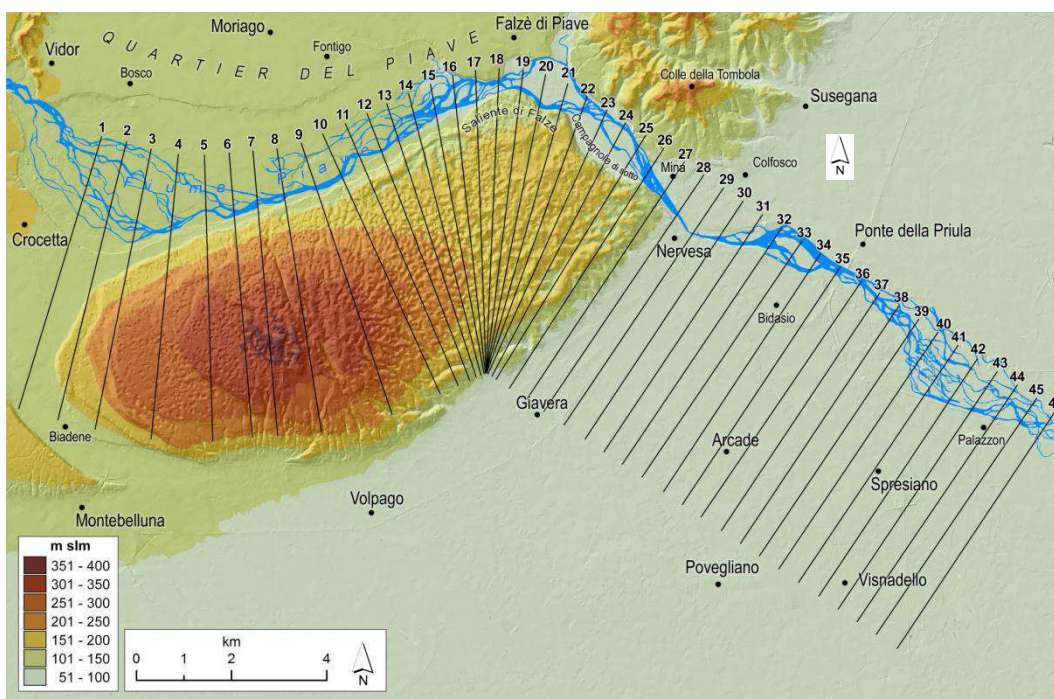 Moriago
Falzè di Piave
Vidor
QUARTIER DEL PIAVE
Fontigo
Bosco
Colle della Tombola
Susegana
1 2 3 4 5 6 7 8 9 10 11 12 13 14 15 16 17 18 19 20 21 22 23 24 25 26 27 28 29 30 31 32 33 34 35 36 37 38 39 40 41 42 43 44 45
Saliente di Falzè
Campagnole di sotto
Fiume Piave
Mina
Colfosco
N
Crocetta
Nervesa
Ponte della Priula
Bidasio
Giavera
Biadene
Arcade
Palazzon
Spresiano
Volpago
Montebelluna
Povegliano
Visnadello
m slm
351 - 400
301 - 350
251 - 300
201 - 250
151 - 200
101 - 150
51 - 100
km
0 1 2 4
N